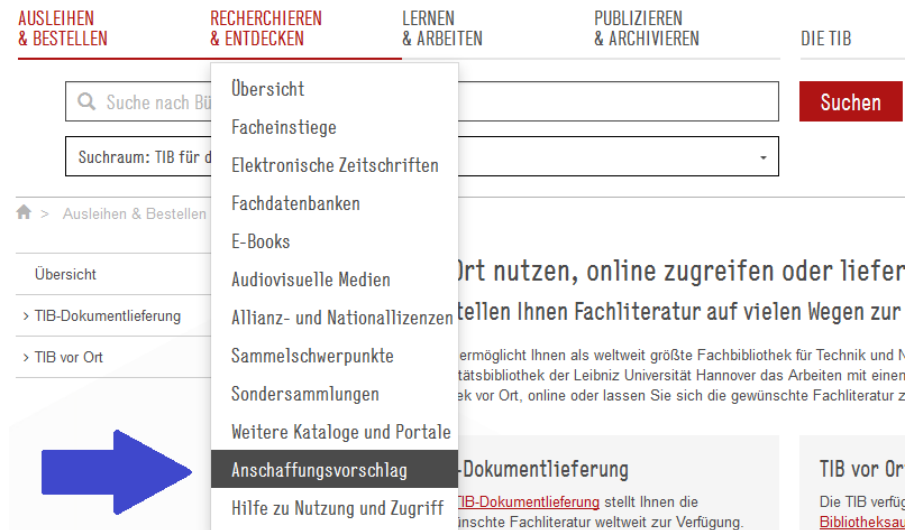 AUSLEIHEN
& BESTELLEN
RECHERCHIEREN
& ENTDECKEN
LERNEN
& ARBEITEN
PUBLIZIEREN
& ARCHIVIEREN
DIE TIB
Suche nach Bü
Suchen
Suchraum: TIB für d
> Ausleihen & Bestellen
Übersicht
> TIB-Dokumentlieferung
> TIB vor Ort
Übersicht
Facheinstiege
Elektronische Zeitschriften
Fachdatenbanken
E-Books
Audiovisuelle Medien
Allianz- und Nationallizenzen
Sammelschwerpunkte
Sondersammlungen
Weitere Kataloge und Portale
Anschaffungsvorschlag
Hilfe zu Nutzung und Zugriff
Ort nutzen, online zugreifen oder liefer
tellen Ihnen Fachliteratur auf vielen Wegen zur
ermöglicht Ihnen als weltweit größte Fachbibliothek für Technik und N
tätsbibliothek der Leibniz Universität Hannover das Arbeiten mit einen
ek vor Ort, online oder lassen Sie sich die gewünschte Fachliteratur z
-Dokumentlieferung
TIB-Dokumentlieferung stellt Ihnen die
ünschte Fachliteratur weltweit zur Verfügung.
TIB vor Or
Die TIB verfüg
Bibliotheksau